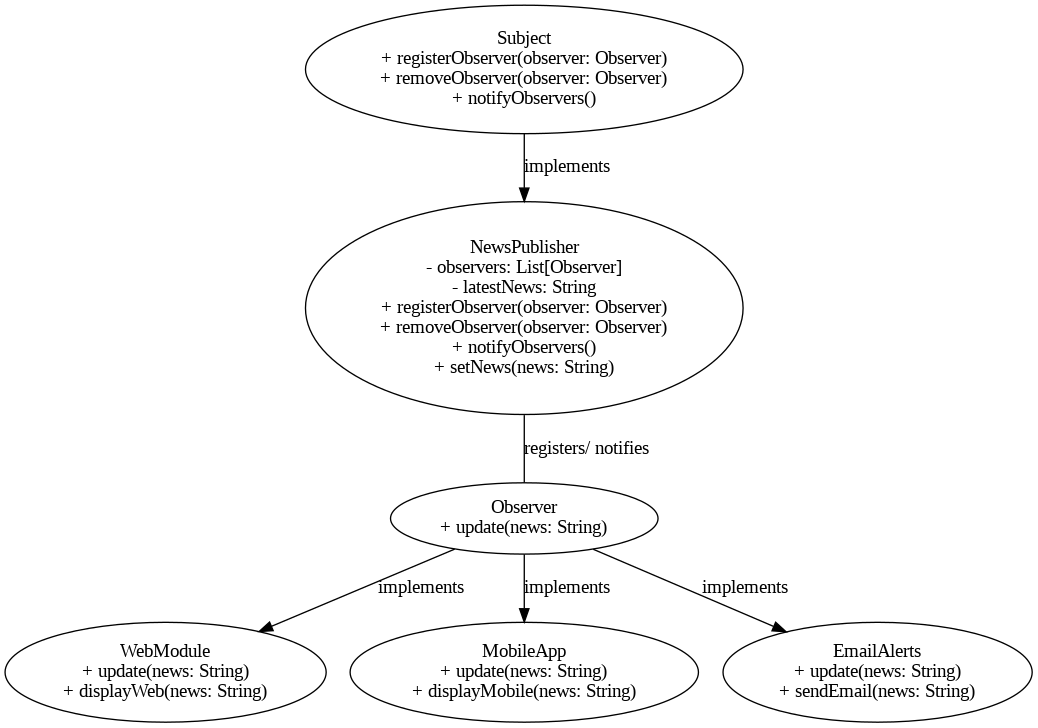 Subject
+ registerObserver(observer: Observer)
+ removeObserver(observer: Observer)
+ notifyObservers()
implements
NewsPublisher
- observers: List[Observer]
- latestNews: String
+ registerObserver(observer: Observer)
+ removeObserver(observer: Observer)
+ notifyObservers()
+ setNews(news: String)
registers/ notifies
Observer
+ update(news: String)
implements
implements
implements
WebModule
+ update(news: String)
+ displayWeb(news: String)
MobileApp
+ update(news: String)
+ displayMobile(news: String)
EmailAlerts
+ update(news: String)
+ sendEmail(news: String)